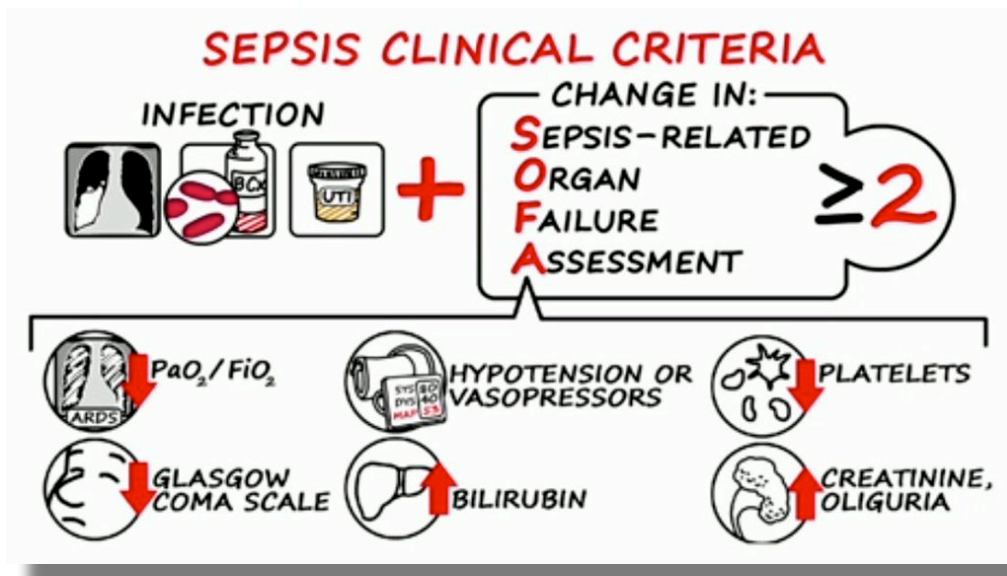 SEPSIS CLINICAL CRITERIA
INFECTION
BCx
UTI
+
CHANGE IN:
SEPSIS-RELATED
ORGAN
FAILURE
ASSESSMENT
≥2
ARDS
PaO₂/FiO₂
SYS 80
DYS 40
MAP 53
HYPOTENSION OR
VASOPRESSORS
PLATELETS
GLASGOW
COMA SCALE
BILIRUBIN
CREATININE,
OLIGURIA